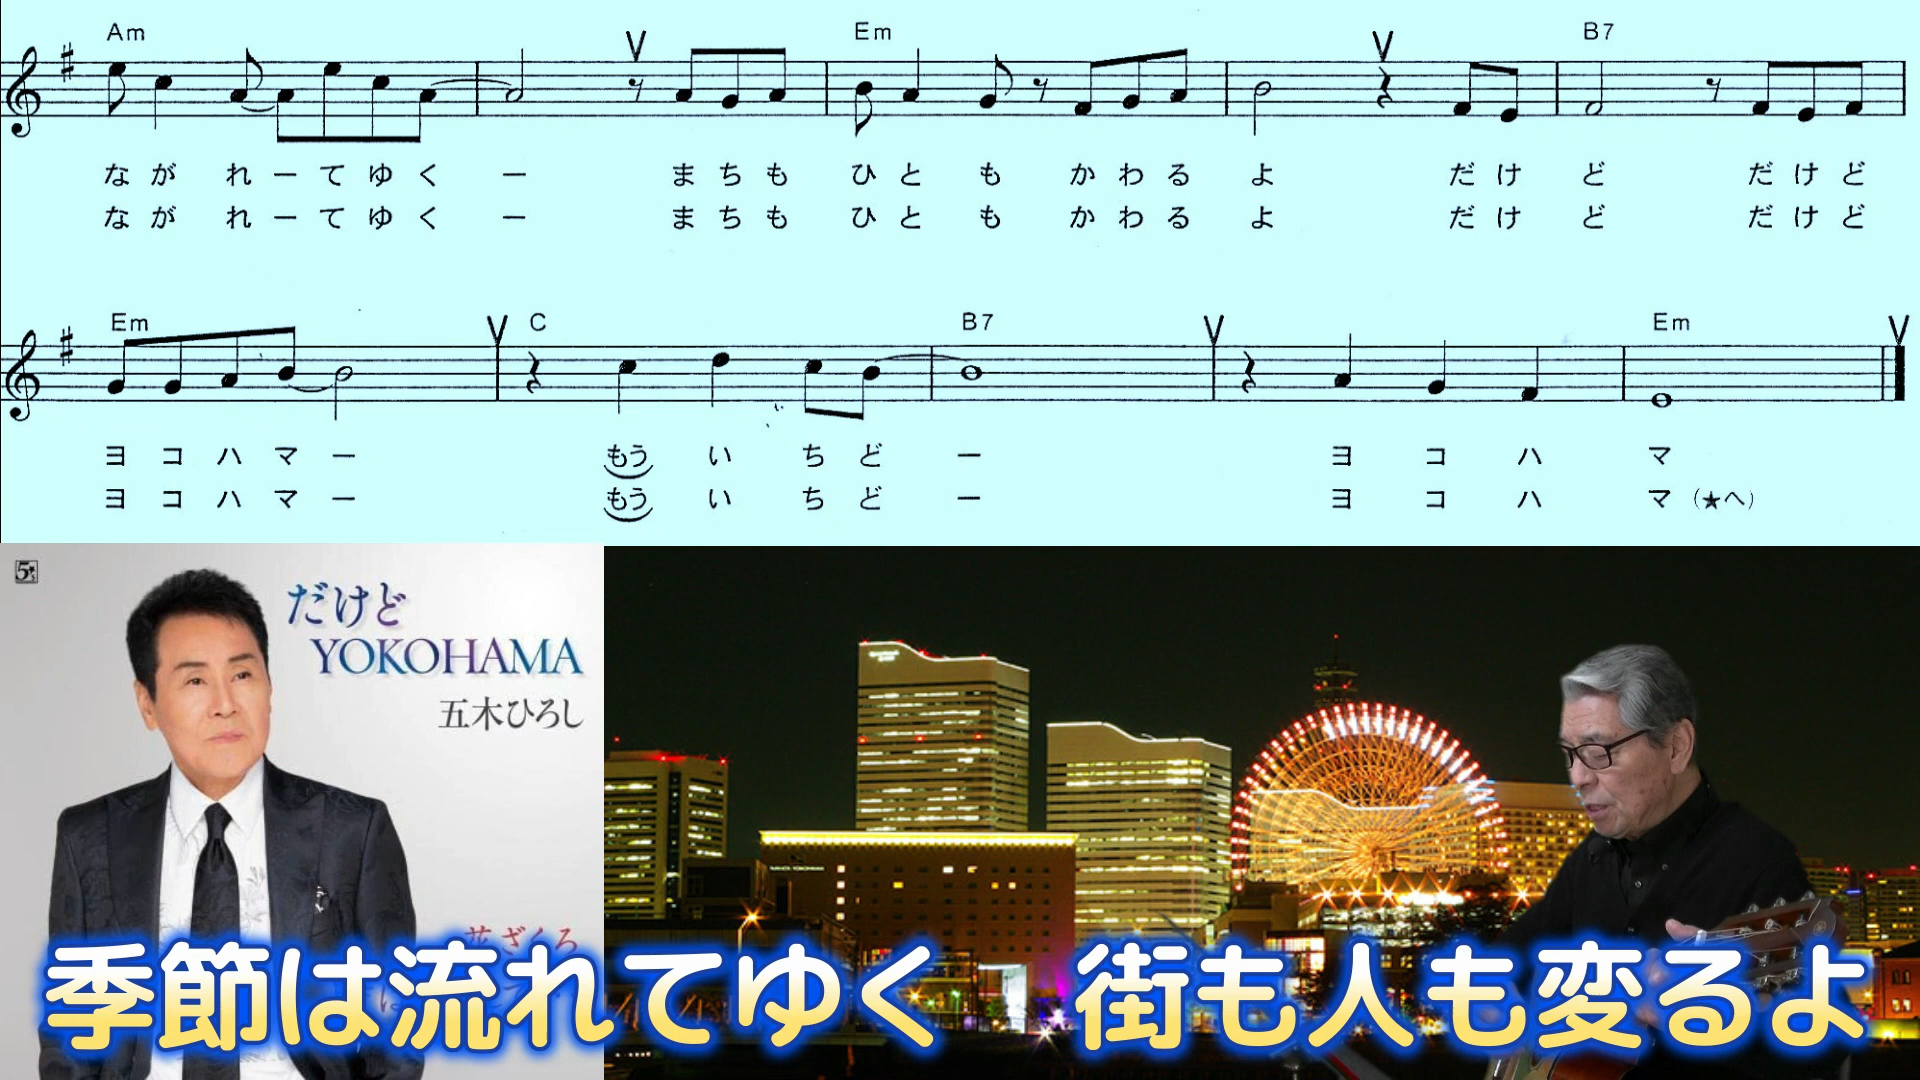 Am Em B7
な が れ ー て ゆ く ー ま ち も ひ と も か わ る よ だ け ど だ け ど
な が れ ー て ゆ く ー ま ち も ひ と も か わ る よ だ け ど だ け ど
Em C B7 Em
ヨ コ ハ マ ー もう い ち ど ー ヨ コ ハ マ
ヨ コ ハ マ ー もう い ち ど ー ヨ コ ハ マ (★へ)
5's
だけど
YOKOHAMA
五木ひろし
花ざくろ
季節は流れてゆく 街も人も変るよ